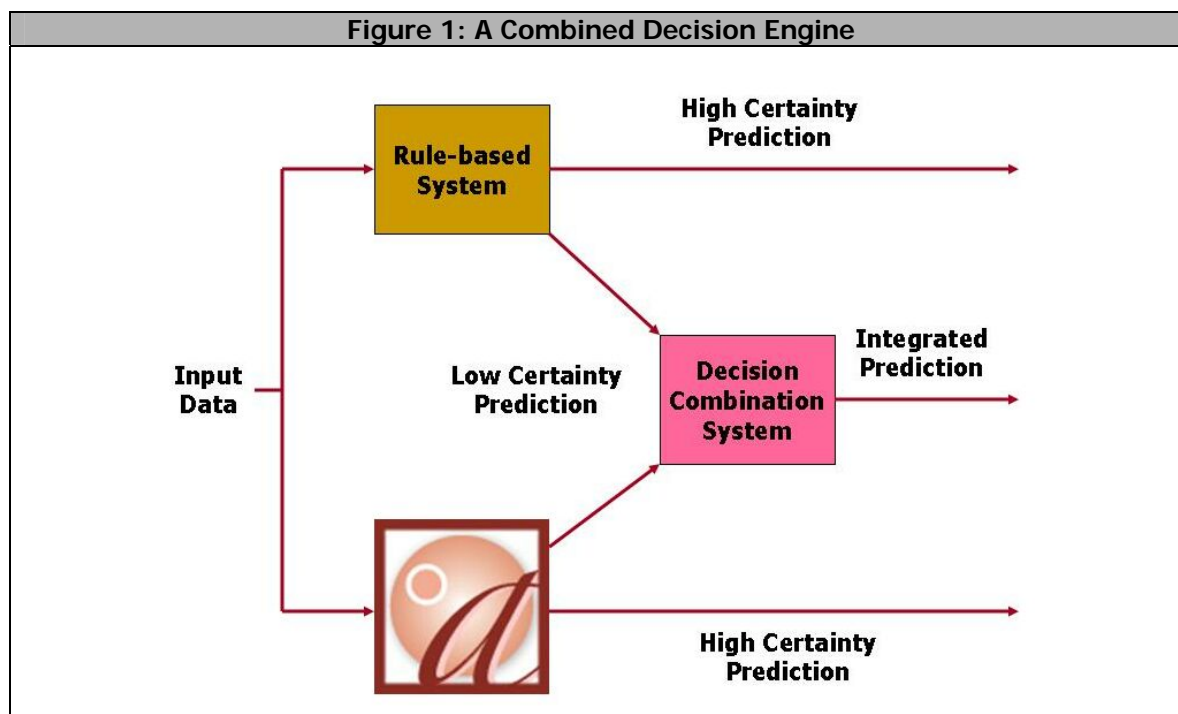 Figure 1: A Combined Decision Engine
High Certainty
Prediction
Rule-based
System
Input
Data
Low Certainty
Prediction
Decision
Combination
System
Integrated
Prediction
a
High Certainty
Prediction